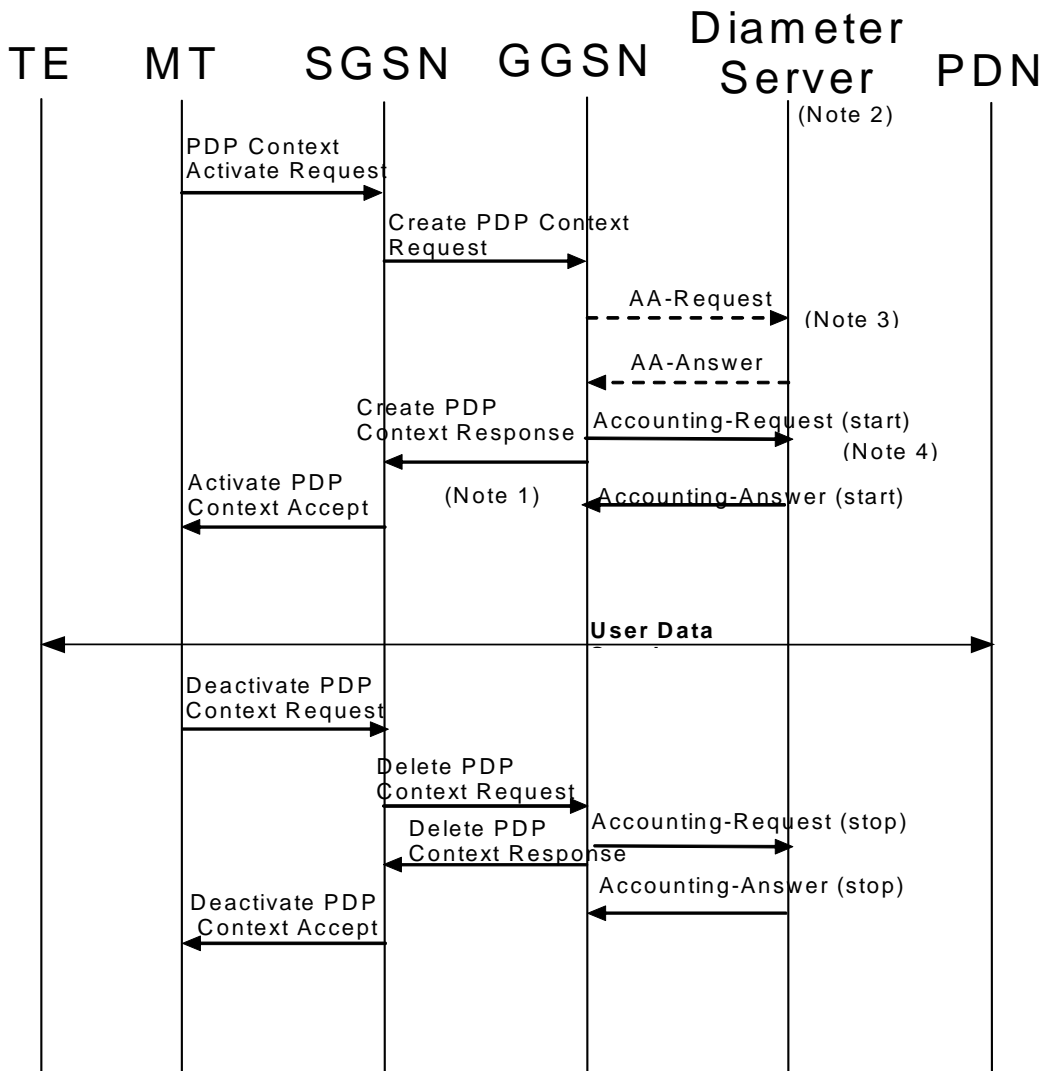 TE
MT
SGSN
GGSN
Diameter
Server
PDN
(Note 2)
PDP Context
Activate Request
Create PDP Context
Request
AA-Request
(Note 3)
AA-Answer
Create PDP
Context Response
Accounting-Request (start)
(Note 4)
Activate PDP
Context Accept
(Note 1)
Accounting-Answer (start)
User Data
Deactivate PDP
Context Request
Delete PDP
Context Request
Accounting-Request (stop)
Delete PDP
Context Response
Accounting-Answer (stop)
Deactivate PDP
Context Accept